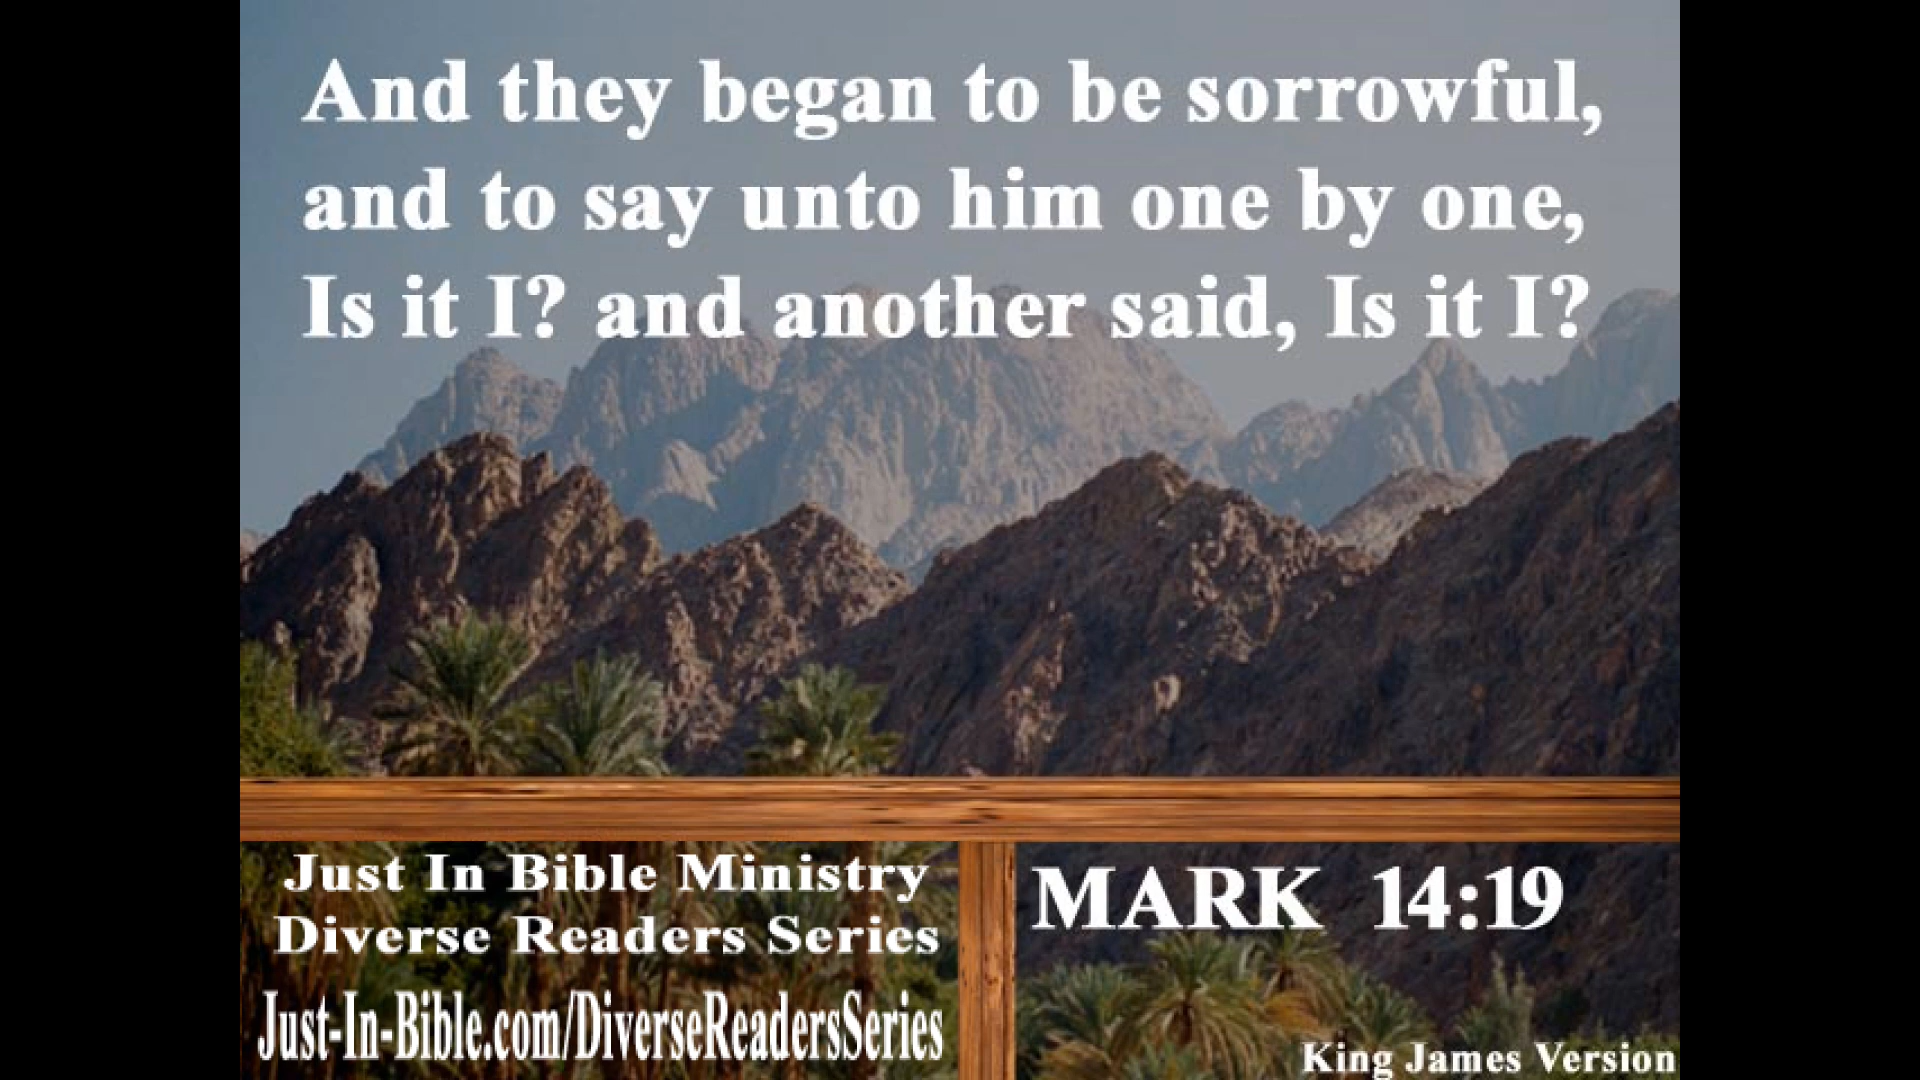 And they began to be sorrowful,
and to say unto him one by one,
Is it I? and another said, Is it I?
Just In Bible Ministry
Diverse Readers Series
Just-In-Bible.com/DiverseReadersSeries
MARK 14:19
King James Version